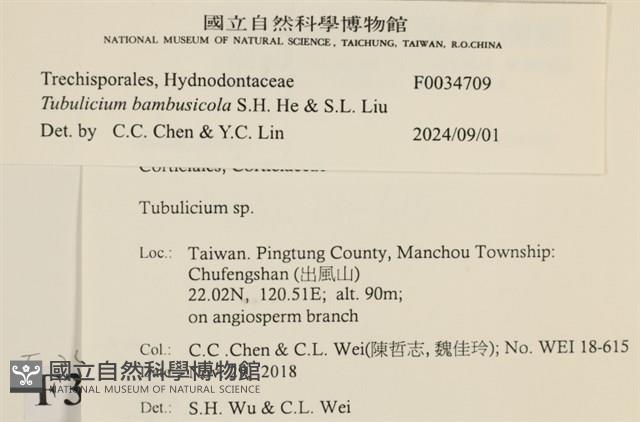 國立自然科學博物館
NATIONAL MUSEUM OF NATURAL SCIENCE, TAICHUNG, TAIWAN, R.O.CHINA
Trechisporales, Hydnodontaceae F0034709
Tubulicium bambusicola S.H. He & S.L. Liu
Det. by C.C. Chen & Y.C. Lin 2024/09/01
Corticiales, Corticiaceae
Tubulicium sp.
Loc.: Taiwan. Pingtung County, Manchou Township:
Chufengshan (出風山)
22.02N, 120.51E; alt. 90m;
on angiosperm branch
Col.: C.C .Chen & C.L. Wei(陳哲志, 魏佳玲); No. WEI 18-615
2018
國立自然科學博物館
NATIONAL MUSEUM OF NATURAL SCIENCE
T3
Det.: S.H. Wu & C.L. Wei